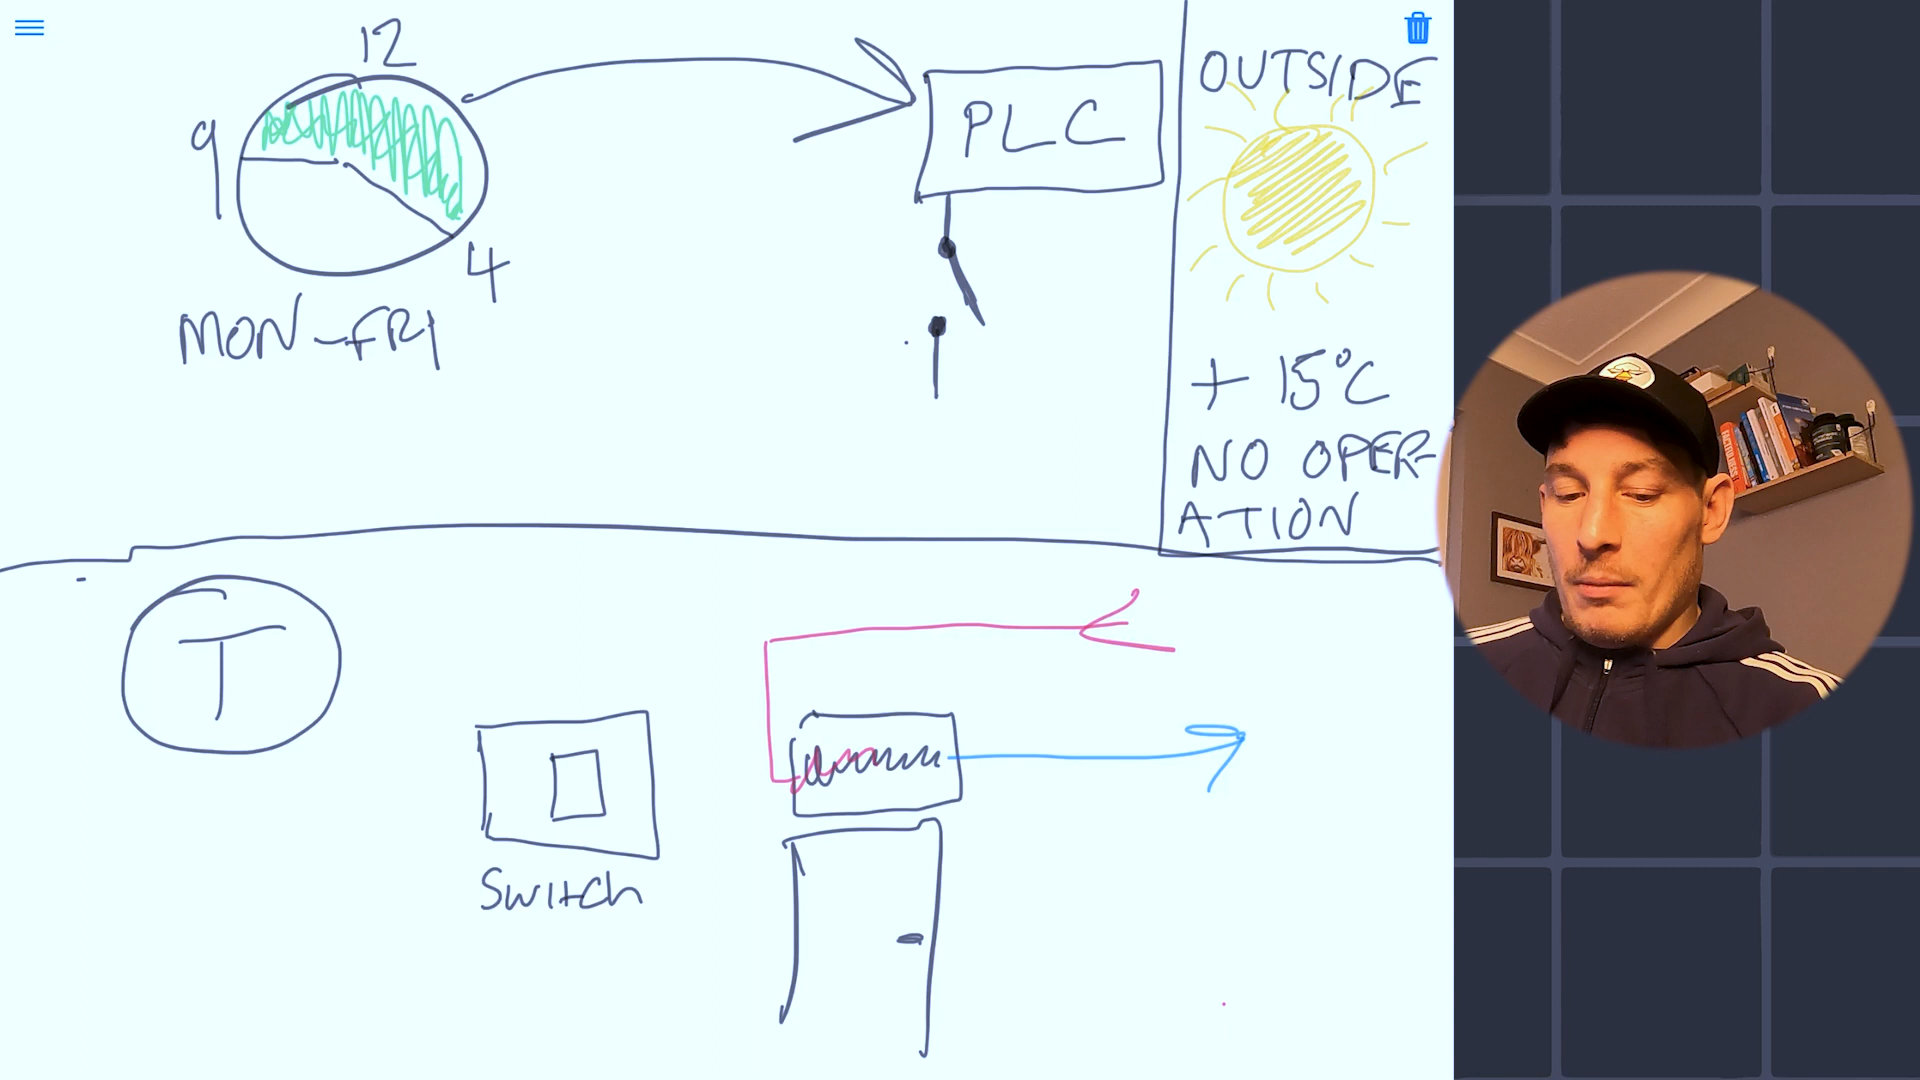 12
9
4
MON-FRI
PLC
OUTSIDE
+ 15°C
NO OPER-
ATION
T
Switch